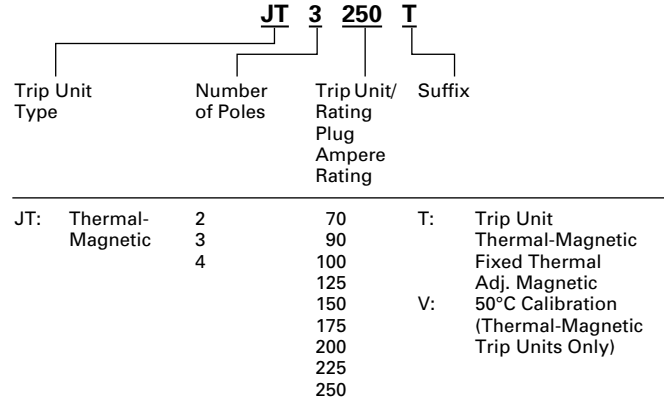 JT 3 250 T
Trip Unit Type
Number of Poles
Trip Unit/ Rating Plug Ampere Rating
Suffix
JT: Thermal-Magnetic
2
3
4
70
90
100
125
150
175
200
225
250
T: Trip Unit
Thermal-Magnetic
Fixed Thermal
Adj. Magnetic
V: 50°C Calibration
(Thermal-Magnetic
Trip Units Only)